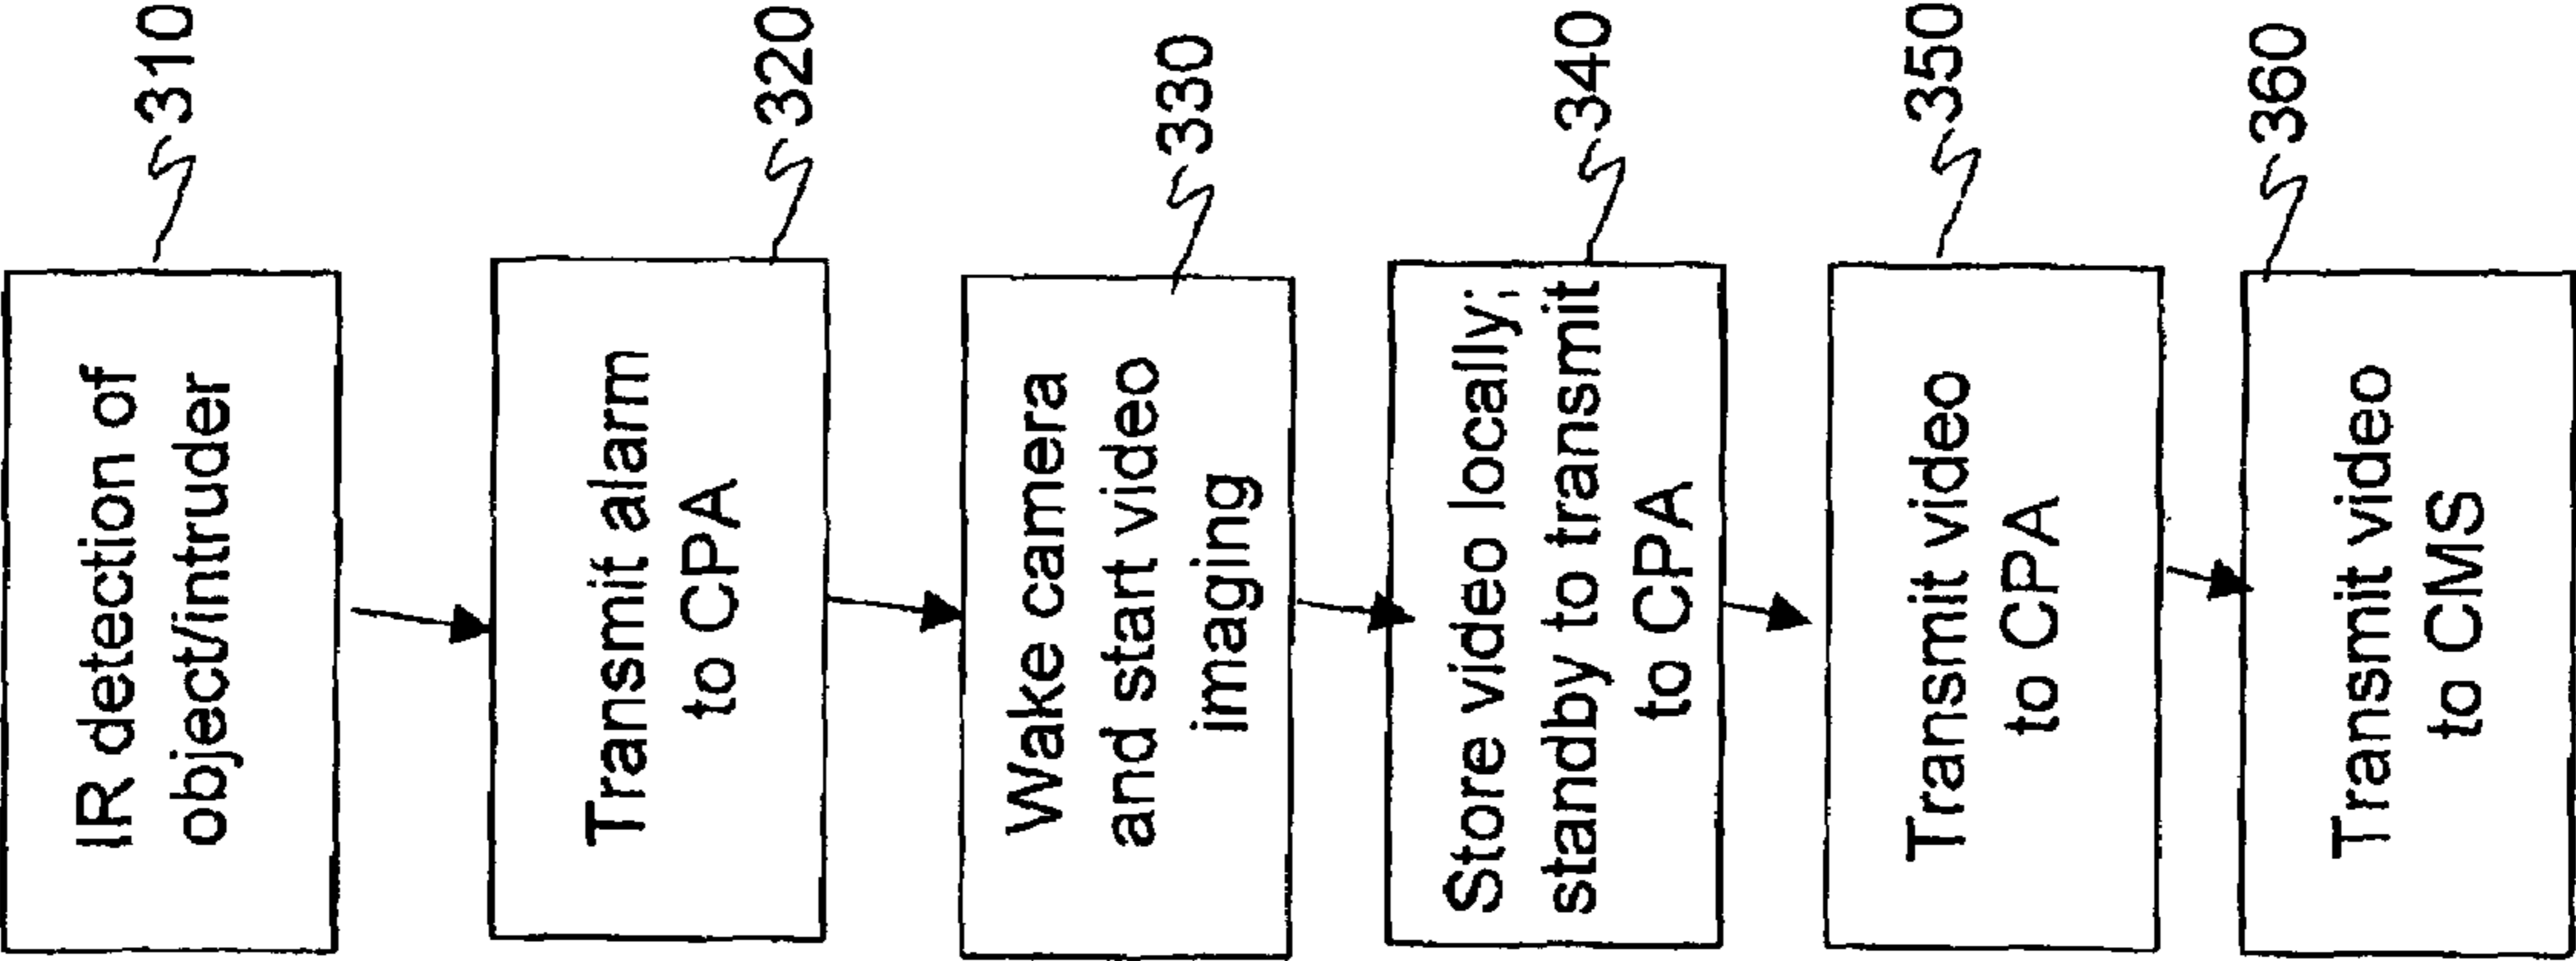 IR detection of
object/intruder
310
Transmit alarm
to CPA
320
Wake camera
and start video
imaging
330
Store video locally;
standby to transmit
to CPA
340
Transmit video
to CPA
350
Transmit video
to CMS
360